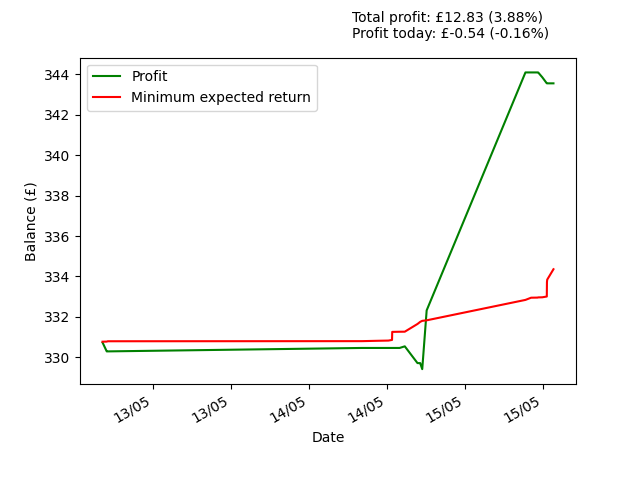 Total profit: £12.83 (3.88%)
Profit today: £-0.54 (-0.16%)
Profit
Minimum expected return
344
342
340
338
336
334
332
330
Balance (£)
13/05
13/05
14/05
14/05
15/05
15/05
Date